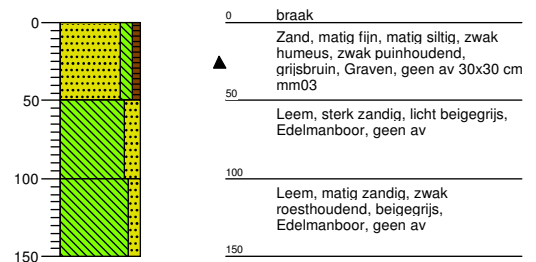 0
50
100
150
0 braak
Zand, matig fijn, matig siltig, zwak
humeus, zwak puinhoudend,
grijsbruin, Graven, geen av 30x30 cm
mm03
50
Leem, sterk zandig, licht beigegrijs,
Edelmanboor, geen av
100
Leem, matig zandig, zwak
roesthoudend, beigegrijs,
Edelmanboor, geen av
150